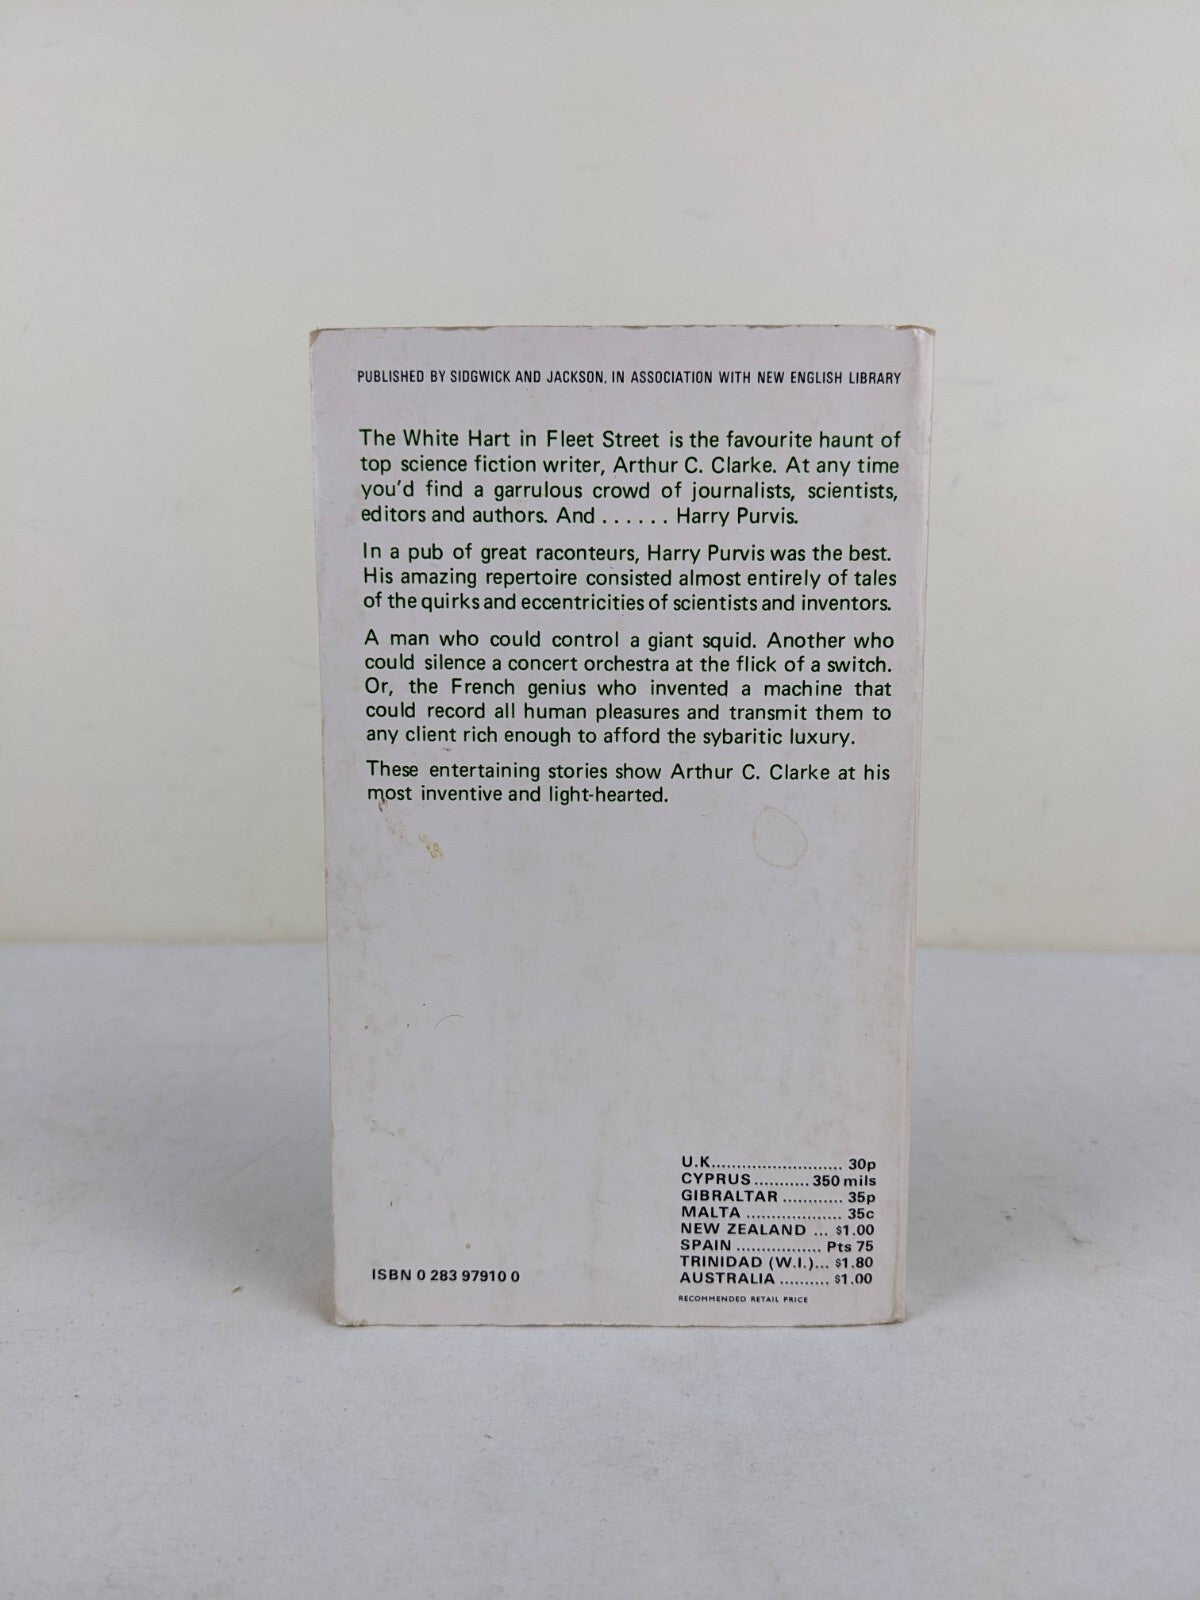 PUBLISHED BY SIDGWICK AND JACKSON, IN ASSOCIATION WITH NEW ENGLISH LIBRARY
The White Hart in Fleet Street is the favourite haunt of
top science fiction writer, Arthur C. Clarke. At any time
you'd find a garrulous crowd of journalists, scientists,
editors and authors. And . . . . . . Harry Purvis.
In a pub of great raconteurs, Harry Purvis was the best.
His amazing repertoire consisted almost entirely of tales
of the quirks and eccentricities of scientists and inventors.
A man who could control a giant squid. Another who
could silence a concert orchestra at the flick of a switch.
Or, the French genius who invented a machine that
could record all human pleasures and transmit them to
any client rich enough to afford the sybaritic luxury.
These entertaining stories show Arthur C. Clarke at his
most inventive and light-hearted.
U.K.......................... 30p
CYPRUS ........... 350 mils
GIBRALTAR ............ 35p
MALTA ................... 35c
NEW ZEALAND ... $1.00
SPAIN ................. Pts 75
TRINIDAD (W.I.)... $1.80
AUSTRALIA .......... $1.00
RECOMMENDED RETAIL PRICE
ISBN 0 283 97910 0